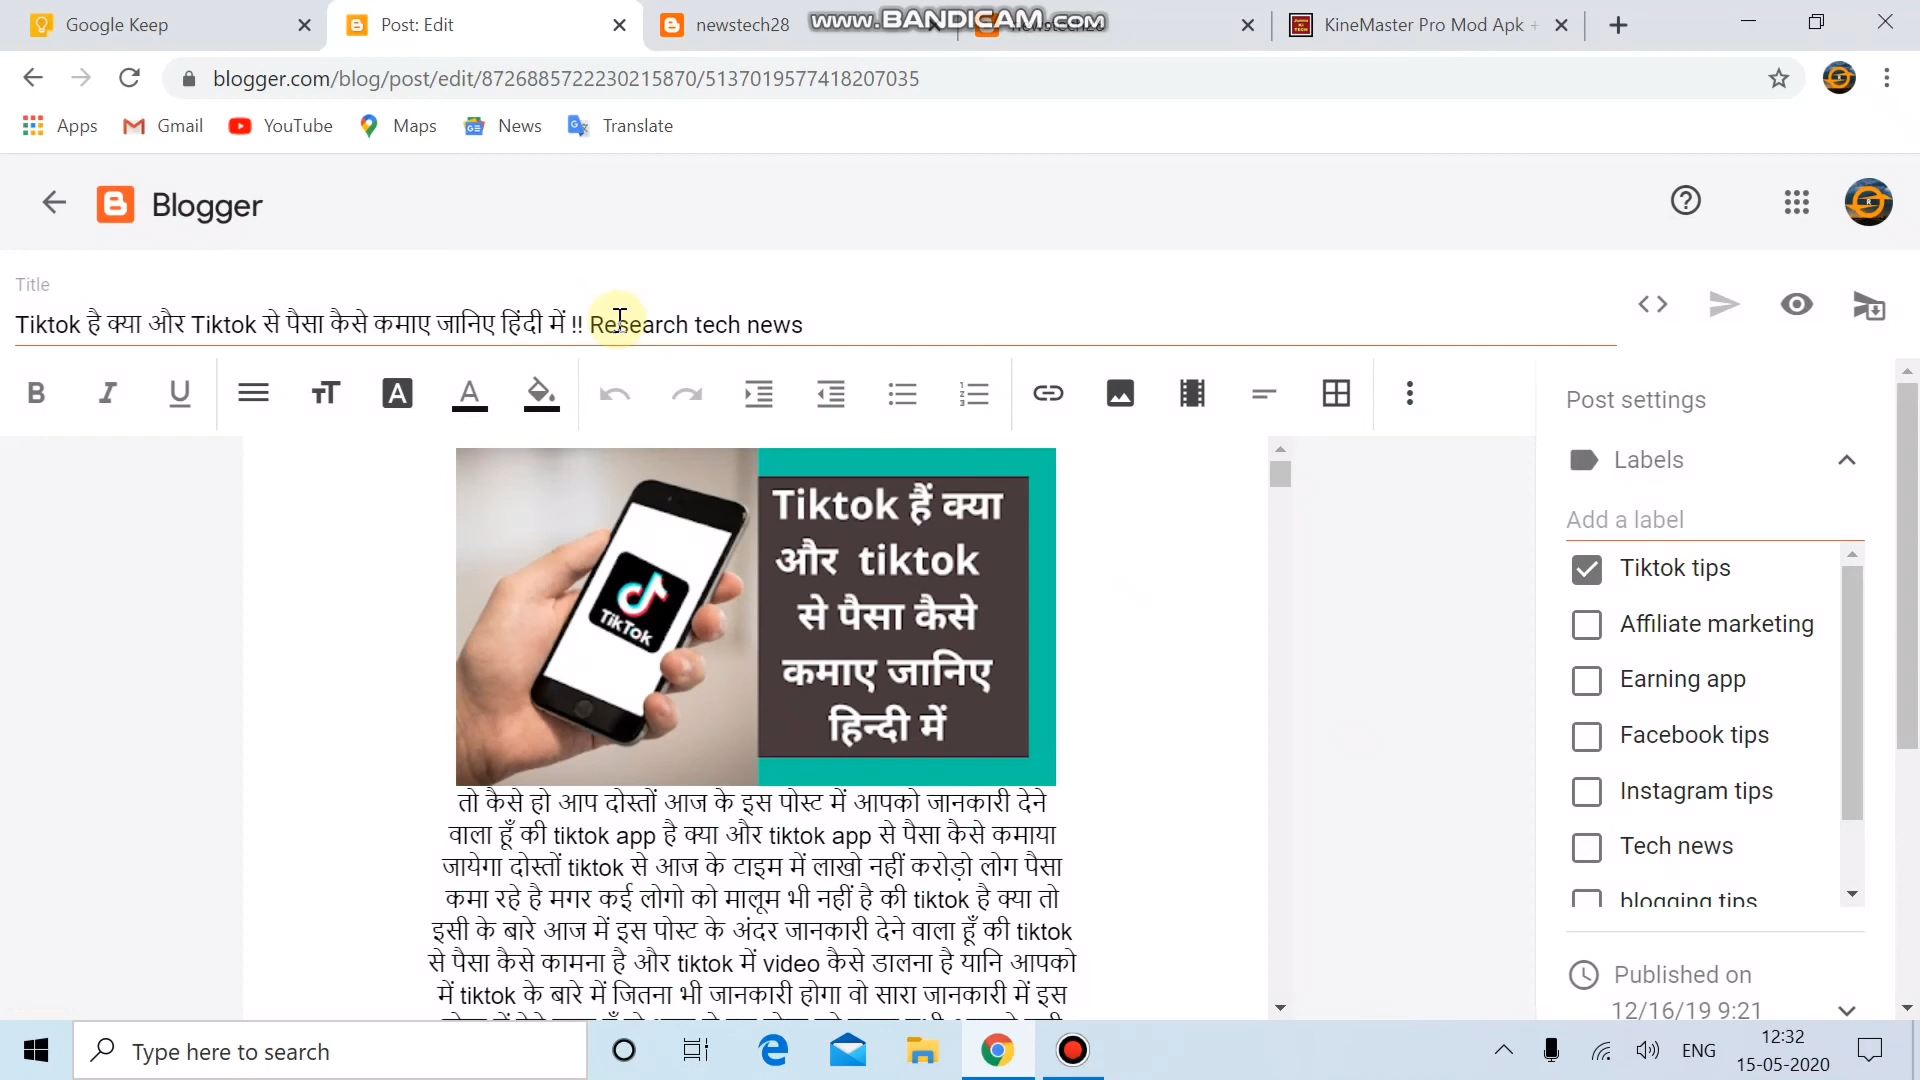 Google Keep
Post: Edit
newstech28
www.BANDICAM.COM
newstech28
KineMaster Pro Mod Apk +
blogger.com/blog/post/edit/8726885722230215870/5137019577418207035
Apps
Gmail
YouTube
Maps
News
Translate
Blogger
Title
Tiktok है क्या और Tiktok से पैसा कैसे कमाए जानिए हिंदी में !! Research tech news
Post settings
Labels
Add a label
Tiktok tips
Affiliate marketing
Earning app
Facebook tips
Instagram tips
Tech news
blogging tips
Published on
12/16/19 9:21
TikTok
Tiktok हैं क्या
और tiktok
से पैसा कैसे
कमाए जानिए
हिन्दी में
तो कैसे हो आप दोस्तों आज के इस पोस्ट में आपको जानकारी देने
वाला हूँ की tiktok app है क्या और tiktok app से पैसा कैसे कमाया
जायेगा दोस्तों tiktok से आज के टाइम में लाखो नहीं करोड़ो लोग पैसा
कमा रहे है मगर कई लोगो को मालूम भी नहीं है की tiktok है क्या तो
इसी के बारे आज में इस पोस्ट के अंदर जानकारी देने वाला हूँ की tiktok
से पैसा कैसे कामना है और tiktok में video कैसे डालना है यानि आपको
में tiktok के बारे में जितना भी जानकारी होगा वो सारा जानकारी में इस
Type here to search
ENG
12:32
15-05-2020